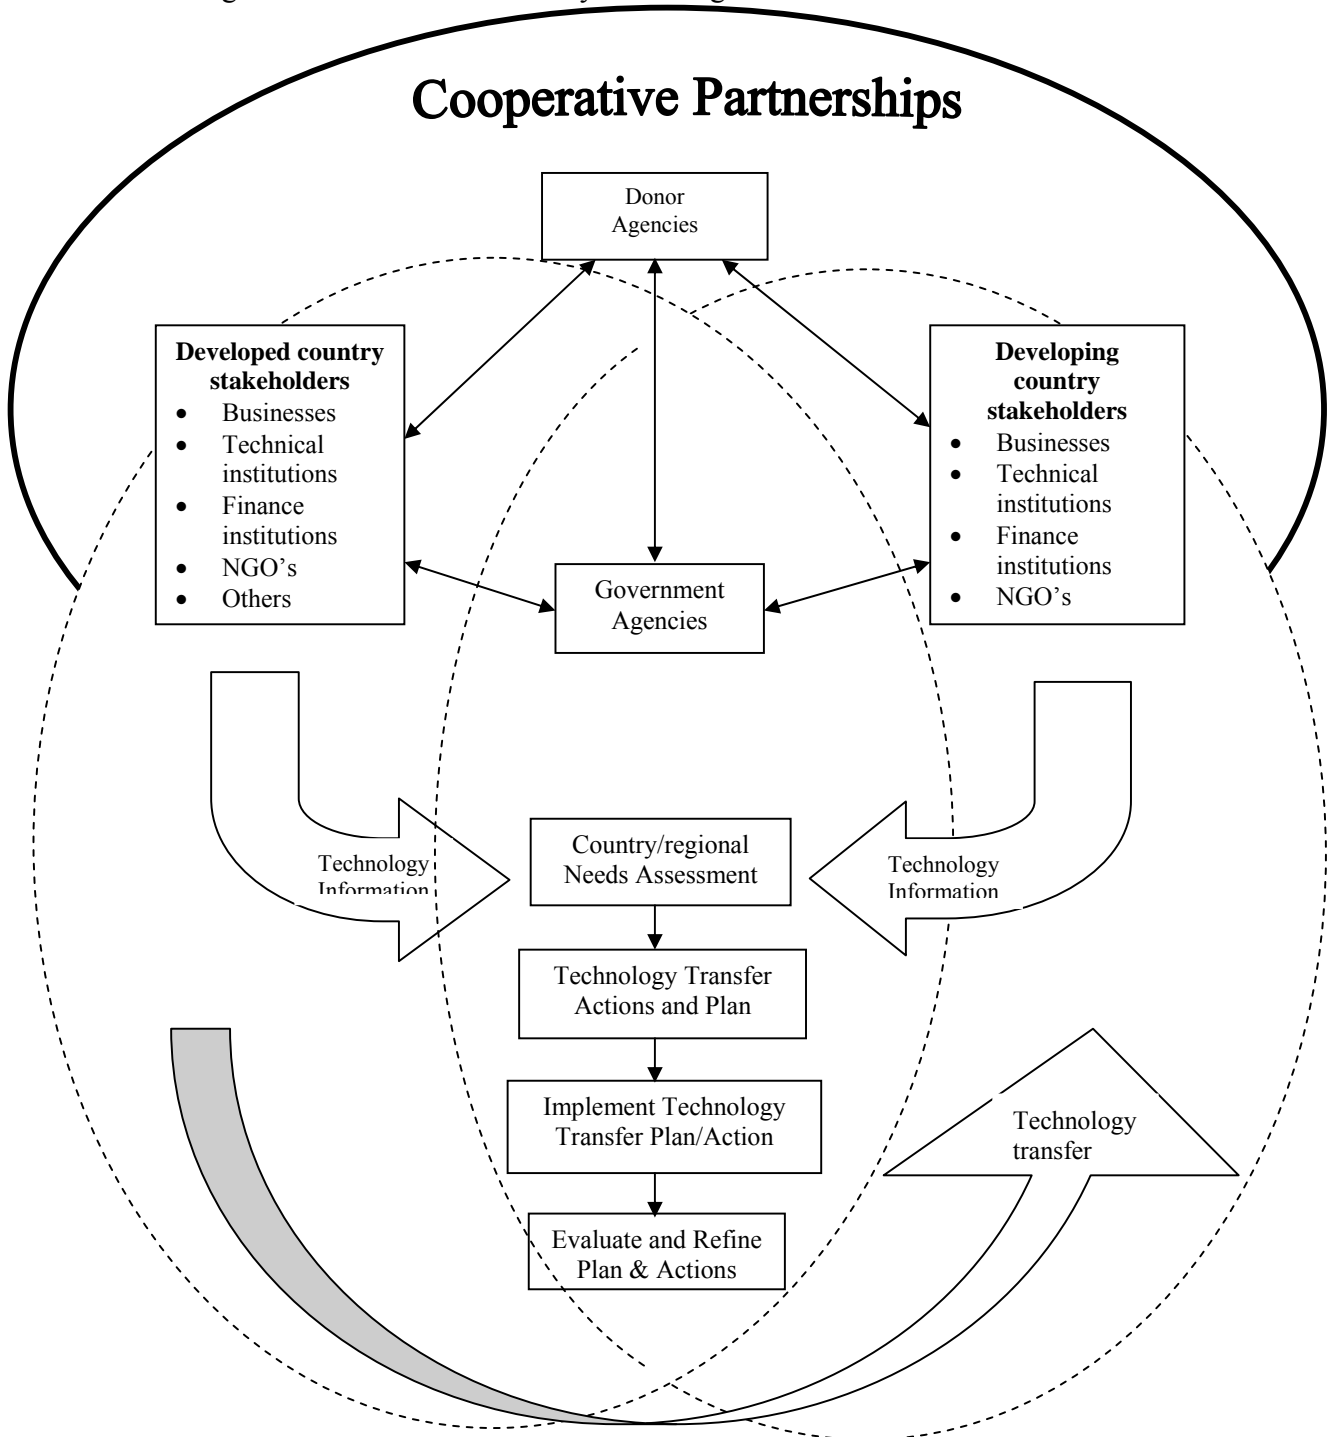 Cooperative Partnerships
Donor
Agencies
Developed country
stakeholders
• Businesses
• Technical
institutions
• Finance
institutions
• NGO’s
• Others
Developing
country
stakeholders
• Businesses
• Technical
institutions
• Finance
institutions
• NGO’s
Government
Agencies
Technology
Information
Country/regional
Needs Assessment
Technology
Information
Technology Transfer
Actions and Plan
Implement Technology
Transfer Plan/Action
Technology
transfer
Evaluate and Refine
Plan & Actions